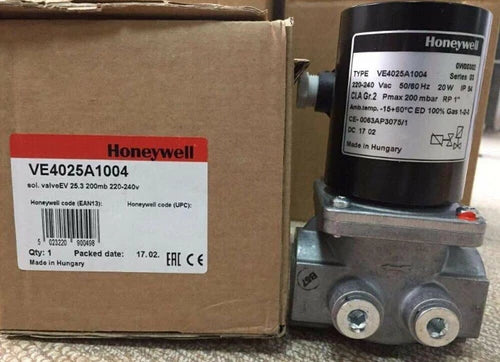 Honeywell
VE4025A1004
sol. valveEV 25.3 200mb 220-240v
Honeywell code (EAN13):
Honeywell code (UPC):
5 023220 900498
Qty: 1
Packed date:
17.02.
EAC CE
Made in Hungary
Honeywell
TYPE VE4025A1004
Series 03
220-240 Vac 50/60 Hz 20W IP 54
Cl.A Gr.2 Pmax 200 mbar RP 1"
Amb.temp. -15+60°C ED 100% Gas 1-2-3
CE- 0063AP3075/1
DC 17 02
Made in Hungary